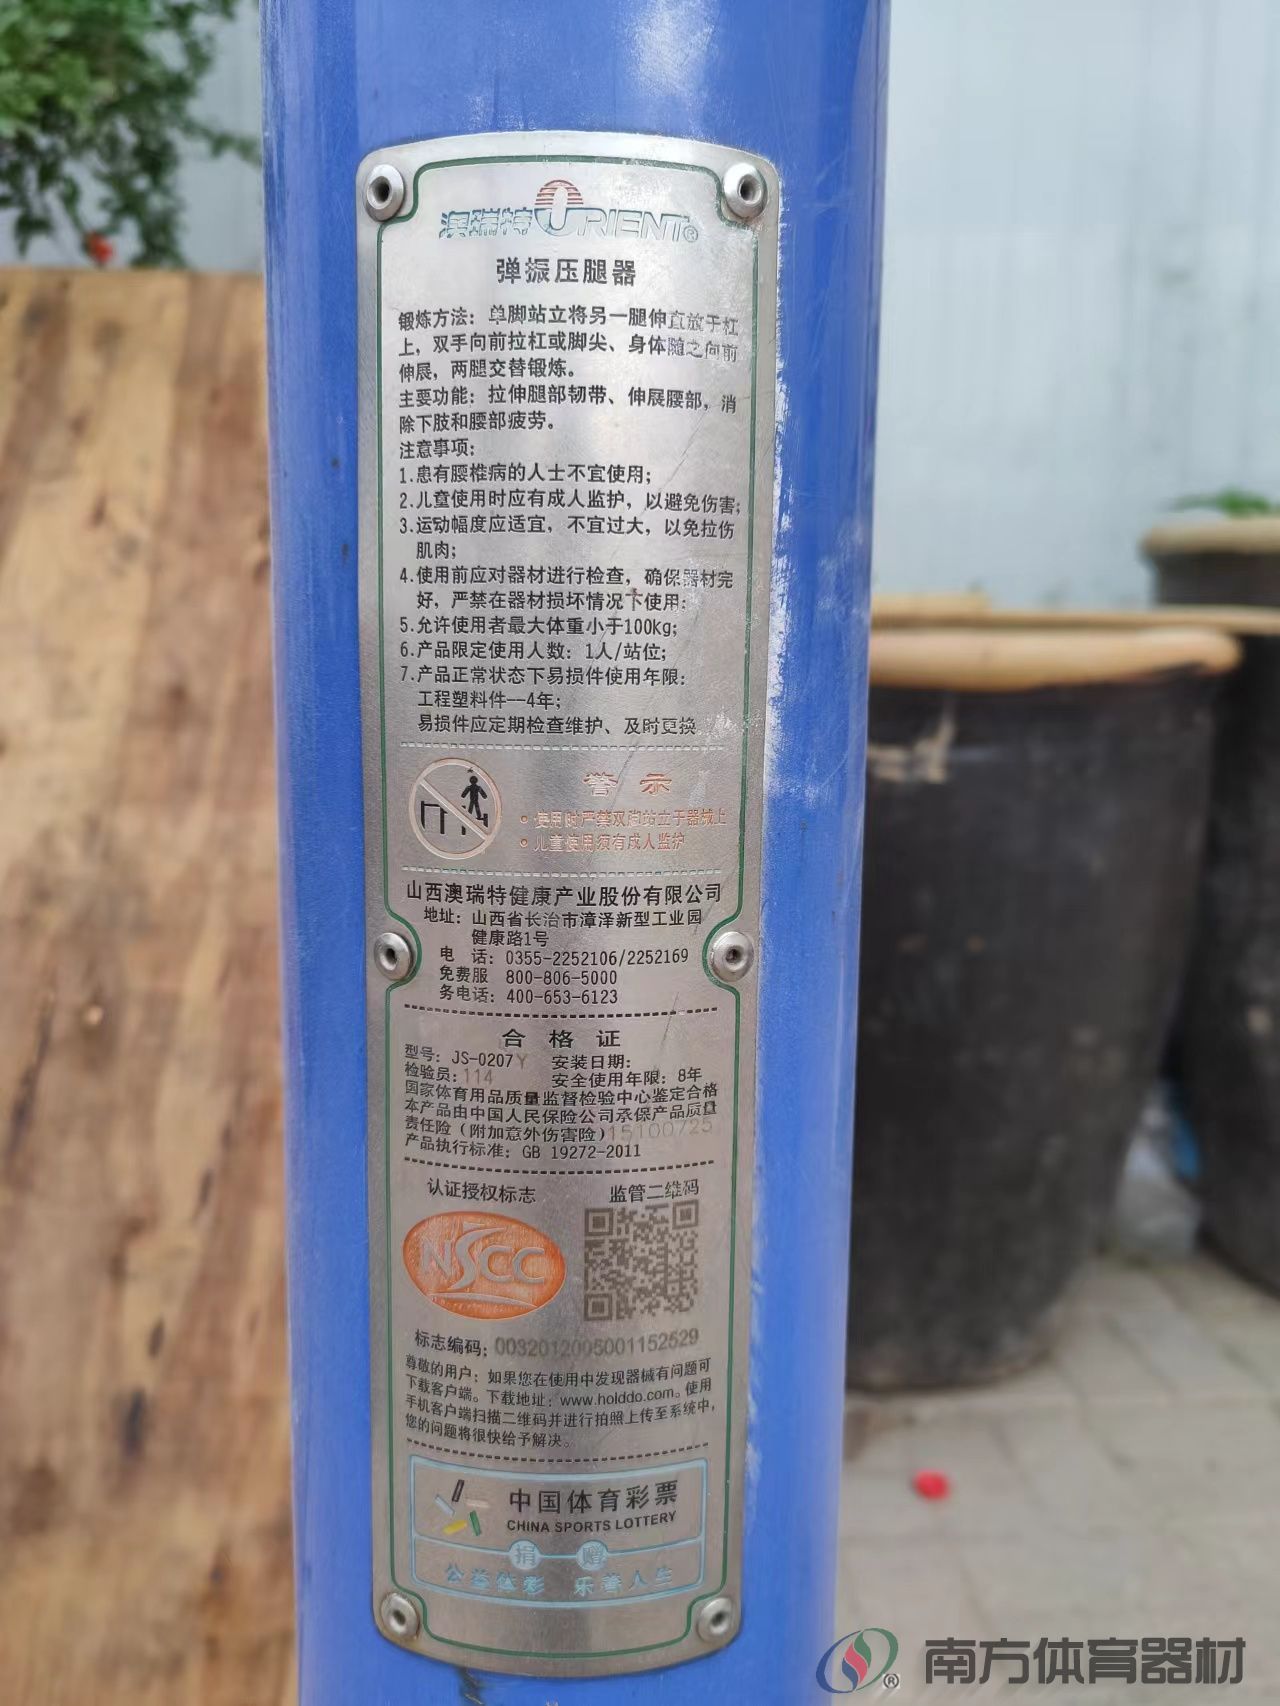 澳瑞特ORIENT®
弹振压腿器
锻炼方法：单脚站立将另一腿伸直放于杠
上，双手向前拉杠或脚尖、身体随之向前
伸展，两腿交替锻炼。
主要功能：拉伸腿部韧带、伸展腰部，消
除下肢和腰部疲劳。
注意事项：
1.患有腰椎病的人士不宜使用；
2.儿童使用时应有成人监护，以避免伤害；
3.运动幅度应适宜，不宜过大，以免拉伤
肌肉；
4.使用前应对器材进行检查，确保器材完
好，严禁在器材损坏情况下使用；
5.允许使用者最大体重小于100Kg；
6.产品限定使用人数：1人/站位；
7.产品正常状态下易损件使用年限：
工程塑料件--4年；
易损件应定期检查维护、及时更换
警示
。使用时严禁双脚站立于器械上
。儿童使用须有成人监护
山西澳瑞特健康产业股份有限公司
地址：山西省长治市漳泽新型工业园
健康路1号
电 话：0355-2252106/2252169
免费服 800-806-5000
务电话：400-653-6123
合格证
型号：JS-0207Y 安装日期：
检验员：114 安全使用年限：8年
国家体育用品质量监督检验中心鉴定合格
本产品由中国人民保险公司承保产品质量
责任险（附加意外伤害险）15100725
产品执行标准：GB 19272-2011
认证授权标志 监管二维码
NSCC
标志编码：0032012005001152529
尊敬的用户：如果您在使用中发现器械有问题可
下载客户端。下载地址：www.holddo.com。使用
手机客户端扫描二维码并进行拍照上传至系统中，
您的问题将很快给予解决。
中国体育彩票
CHINA SPORTS LOTTERY
捐赠
公益体彩 乐善人生
®南方体育器材